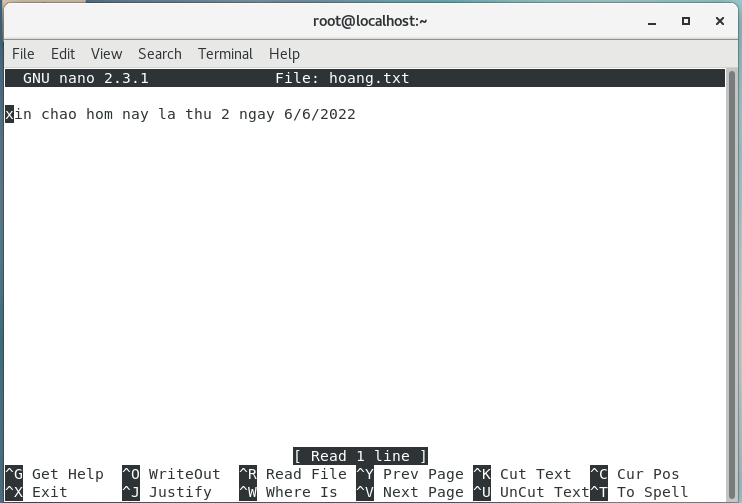 root@localhost:~
File Edit View Search Terminal Help
GNU nano 2.3.1 File: hoang.txt
xin chao hom nay la thu 2 ngay 6/6/2022
[ Read 1 line ]
^G Get Help ^O WriteOut ^R Read File ^Y Prev Page ^K Cut Text ^C Cur Pos
^X Exit ^J Justify ^W Where Is ^V Next Page ^U UnCut Text^T To Spell